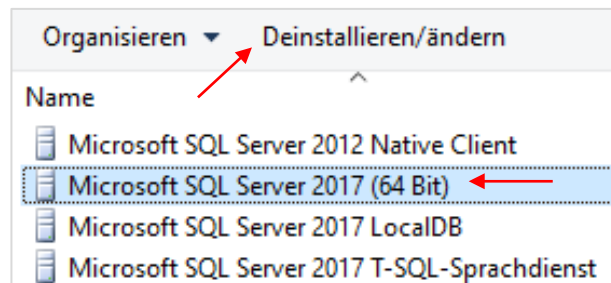 Organisieren Deinstallieren/ändern
Name
Microsoft SQL Server 2012 Native Client
Microsoft SQL Server 2017 (64 Bit)
Microsoft SQL Server 2017 LocalDB
Microsoft SQL Server 2017 T-SQL-Sprachdienst